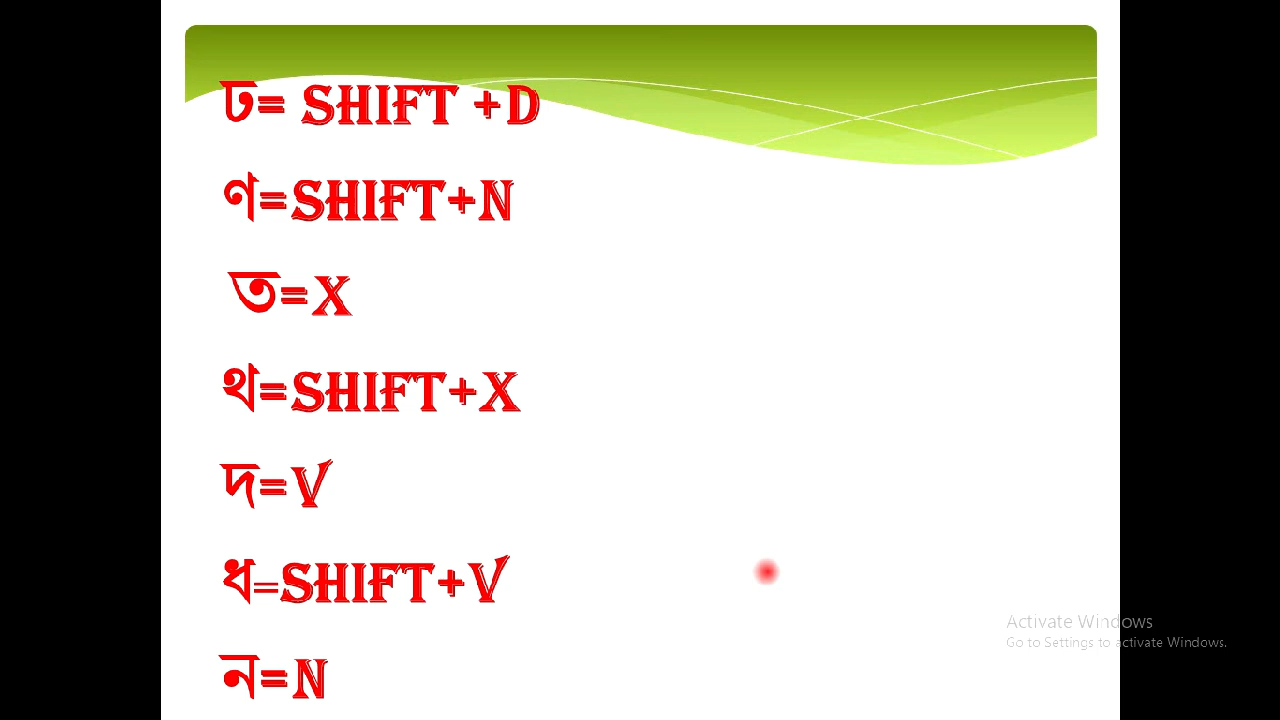 ঢ= SHIFT +D
ণ=SHIFT+N
ত=X
থ=SHIFT+X
দ=V
ধ=SHIFT+V
ন=N
Activate Windows
Go to Settings to activate Windows.